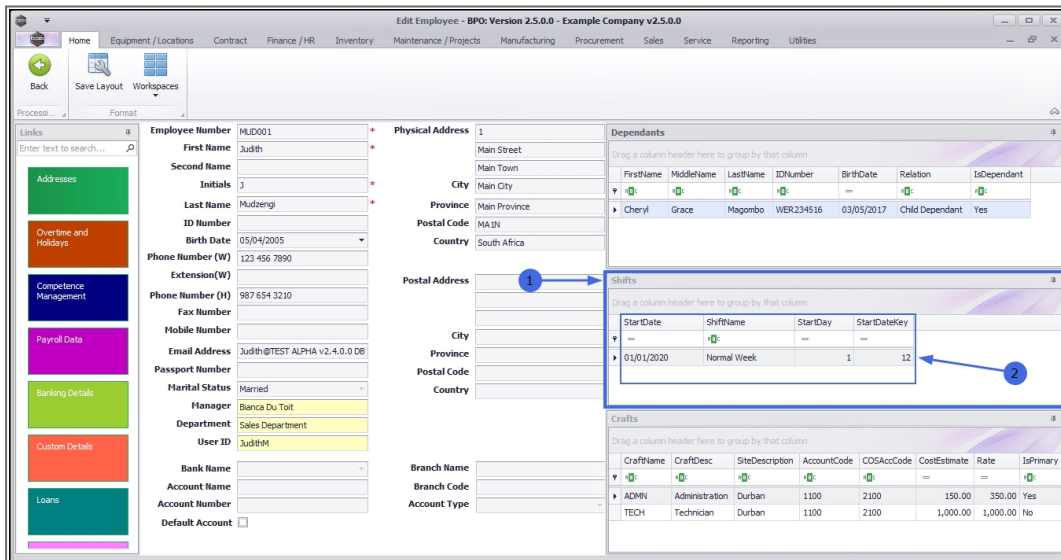 Edit Employee - BPO: Version 2.5.0.0 - Example Company v2.5.0.0
Home Equipment / Locations Contract Finance / HR Inventory Maintenance / Projects Manufacturing Procurement Sales Service Reporting Utilities
Back Save Layout Workspaces
Processi... Format
Links
Enter text to search...
Addresses
Overtime and
Holidays
Competence
Management
Payroll Data
Banking Details
Custom Details
Loans
Employee Number MUD001 *
First Name Judith *
Second Name
Initials J *
Last Name Mudzengi *
ID Number
Birth Date 05/04/2005
Phone Number (W) 123 456 7890
Extension(W)
Phone Number (H) 987 654 3210
Fax Number
Mobile Number
Email Address Judith@TEST ALPHA v2.4.0.0 DB
Passport Number
Marital Status Married
Manager Bianca Du Toit
Department Sales Department
User ID JudithM
Bank Name
Account Name
Account Number
Default Account
Physical Address 1
Main Street
Main Town
City Main City
Province Main Province
Postal Code MA1N
Country South Africa
Postal Address
City
Province
Postal Code
Country
Branch Name
Branch Code
Account Type
Dependants
Drag a column header here to group by that column
FirstName MiddleName LastName IDNumber BirthDate Relation IsDependant
Cheryl Grace Magombo WER234516 03/05/2017 Child Dependant Yes
1
Shifts
Drag a column header here to group by that column
StartDate ShiftName StartDay StartDateKey
01/01/2020 Normal Week 1 12
2
Crafts
Drag a column header here to group by that column
CraftName CraftDesc SiteDescription AccountCode COSAccCode CostEstimate Rate IsPrimary
ADMN Administration Durban 1100 2100 150.00 350.00 Yes
TECH Technician Durban 1100 2100 1,000.00 1,000.00 No